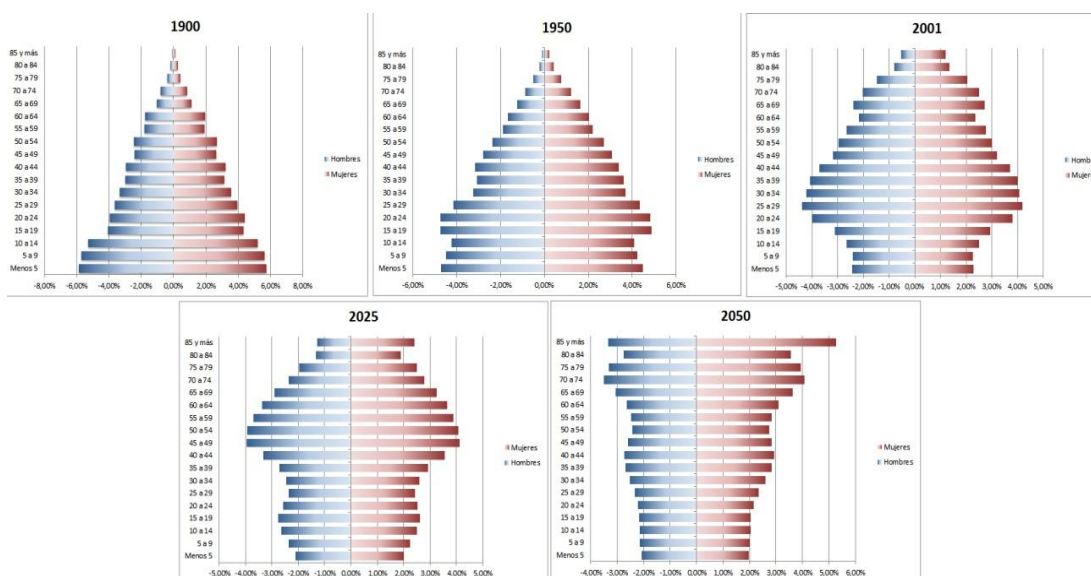 1900
85 y más
80 a 84
75 a 79
70 a 74
65 a 69
60 a 64
55 a 59
50 a 54
45 a 49
40 a 44
35 a 39
30 a 34
25 a 29
20 a 24
15 a 19
10 a 14
5 a 9
Menos 5
-8,00% -6,00% -4,00% -2,00% 0,00% 2,00% 4,00% 6,00% 8,00%
Hombres
Mujeres
1950
85 y más
80 a 84
75 a 79
70 a 74
65 a 69
60 a 64
55 a 59
50 a 54
45 a 49
40 a 44
35 a 39
30 a 34
25 a 29
20 a 24
15 a 19
10 a 14
5 a 9
Menos 5
-6,00% -4,00% -2,00% 0,00% 2,00% 4,00% 6,00%
Hombres
Mujeres
2001
85 y más
80 a 84
75 a 79
70 a 74
65 a 69
60 a 64
55 a 59
50 a 54
45 a 49
40 a 44
35 a 39
30 a 34
25 a 29
20 a 24
15 a 19
10 a 14
5 a 9
Menos 5
-5,00% -4,00% -3,00% -2,00% -1,00% 0,00% 1,00% 2,00% 3,00% 4,00% 5,00%
Hombres
Mujeres
2025
85 y más
80 a 84
75 a 79
70 a 74
65 a 69
60 a 64
55 a 59
50 a 54
45 a 49
40 a 44
35 a 39
30 a 34
25 a 29
20 a 24
15 a 19
10 a 14
5 a 9
Menos 5
-5,00% -4,00% -3,00% -2,00% -1,00% 0,00% 1,00% 2,00% 3,00% 4,00% 5,00%
Mujeres
Hombres
2050
85 y más
80 a 84
75 a 79
70 a 74
65 a 69
60 a 64
55 a 59
50 a 54
45 a 49
40 a 44
35 a 39
30 a 34
25 a 29
20 a 24
15 a 19
10 a 14
5 a 9
Menos 5
-4,00% -3,00% -2,00% -1,00% 0,00% 1,00% 2,00% 3,00% 4,00% 5,00% 6,00%
Mujeres
Hombres